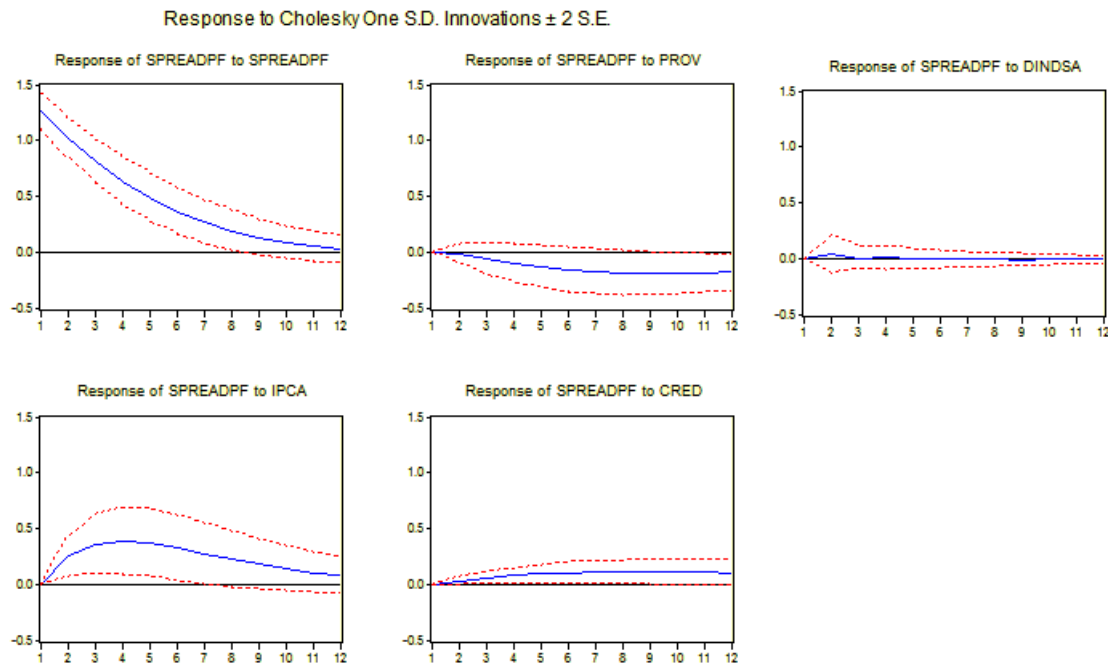 Response to Cholesky One S.D. Innovations ± 2 S.E.
Response of SPREADPF to SPREADPF
1.5
1.0
0.5
0.0
-0.5
1 2 3 4 5 6 7 8 9 10 11 12
Response of SPREADPF to PROV
1.5
1.0
0.5
0.0
-0.5
1 2 3 4 5 6 7 8 9 10 11 12
Response of SPREADPF to DINDSA
1.5
1.0
0.5
0.0
-0.5
1 2 3 4 5 6 7 8 9 10 11 12
Response of SPREADPF to IPCA
1.5
1.0
0.5
0.0
-0.5
1 2 3 4 5 6 7 8 9 10 11 12
Response of SPREADPF to CRED
1.5
1.0
0.5
0.0
-0.5
1 2 3 4 5 6 7 8 9 10 11 12